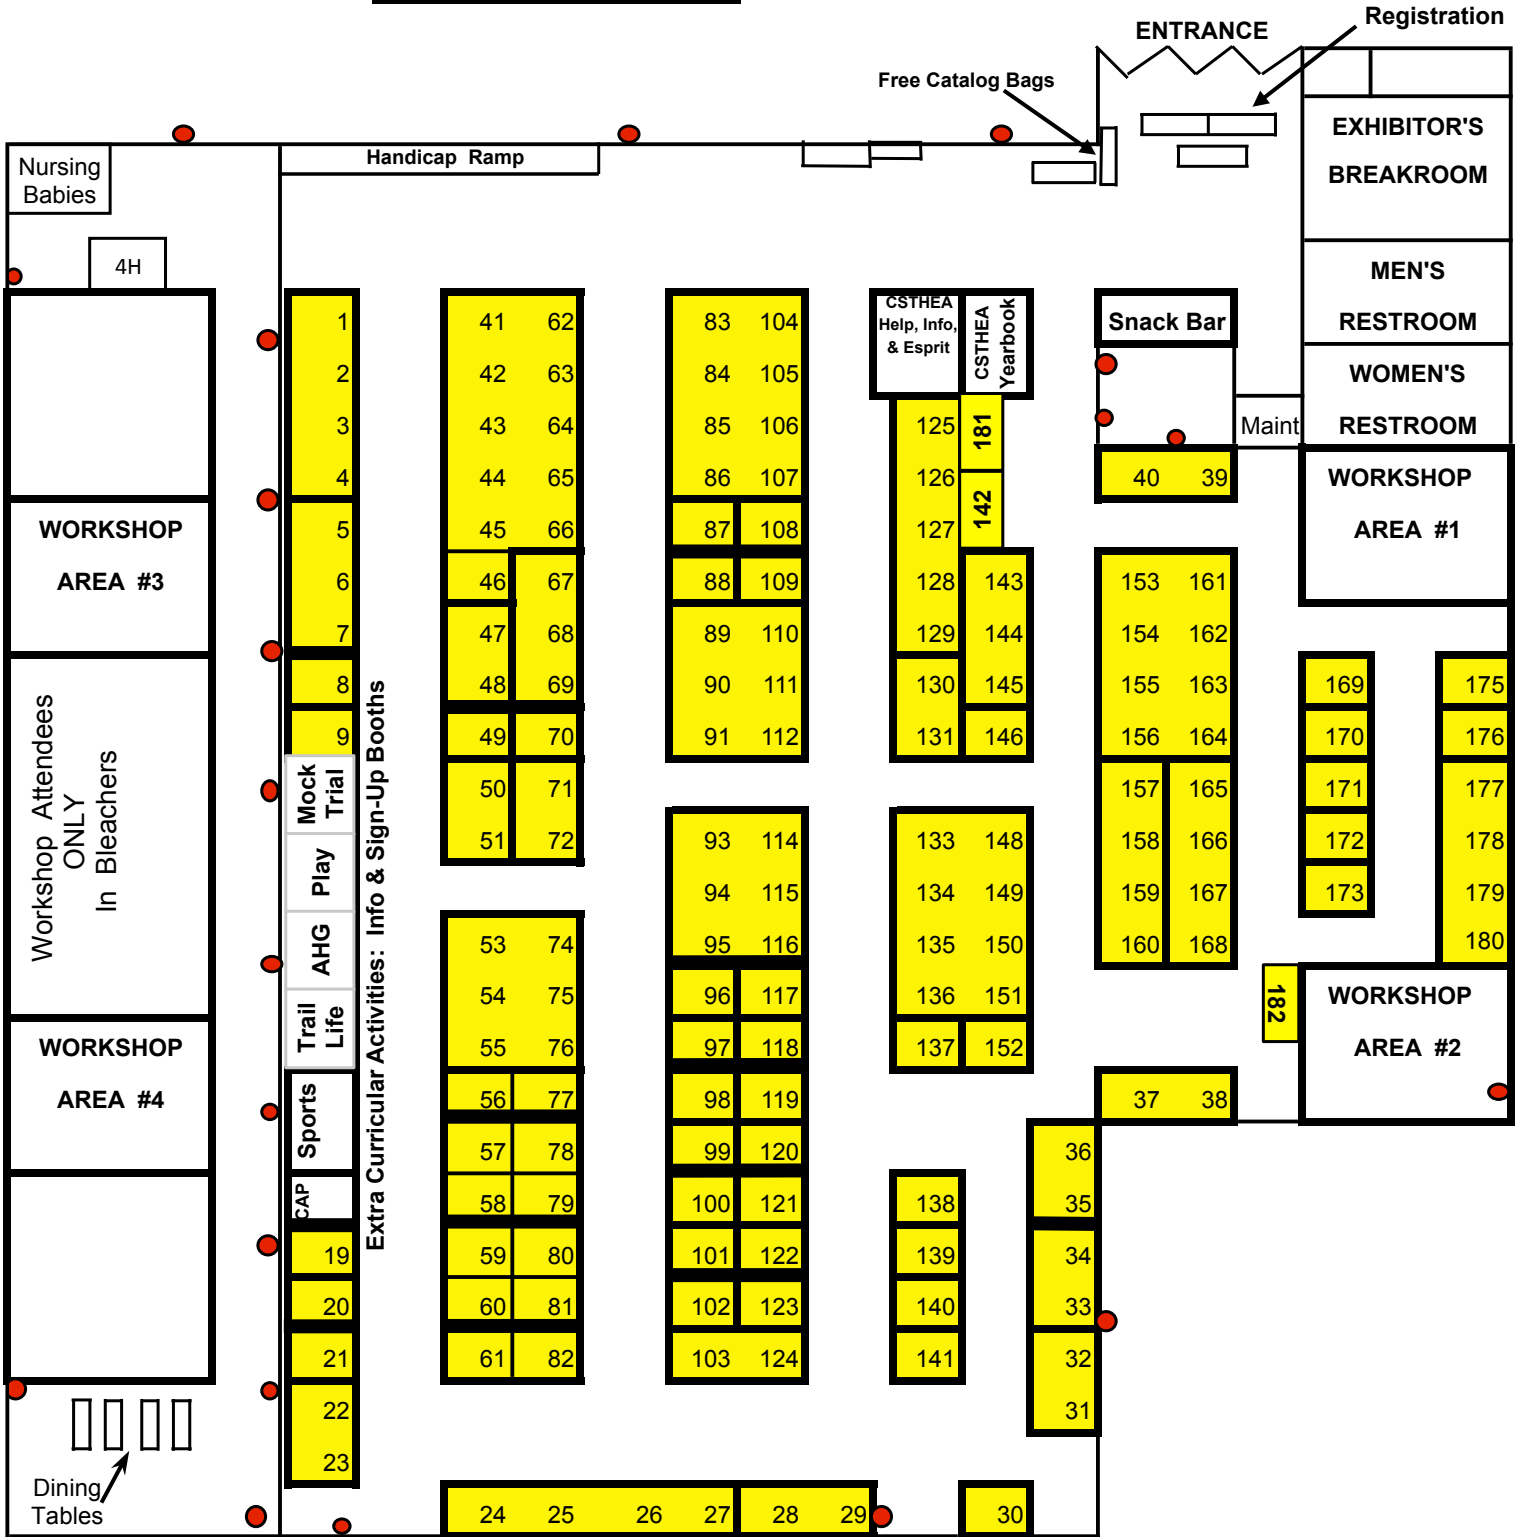 Registration
ENTRANCE
Free Catalog Bags
EXHIBITOR'S
BREAKROOM
Handicap Ramp
Nursing
Babies
4H
MEN'S
RESTROOM
WOMEN'S
RESTROOM
CSTHEA
Help, Info,
& Esprit
CSTHEA
Yearbook
Snack Bar
Maint
WORKSHOP
AREA #1
WORKSHOP
AREA #3
Workshop Attendees
ONLY
In Bleachers
WORKSHOP
AREA #4
Dining
Tables
1
2
3
4
5
6
7
8
9
Mock
Trial
Play
AHG
Trail
Life
Sports
CAP
19
20
21
22
23
Extra Curricular Activities: Info & Sign-Up Booths
41 62
42 63
43 64
44 65
45 66
46 67
47 68
48 69
49 70
50 71
51 72
53 74
54 75
55 76
56 77
57 78
58 79
59 80
60 81
61 82
83 104
84 105
85 106
86 107
87 108
88 109
89 110
90 111
91 112
93 114
94 115
95 116
96 117
97 118
98 119
99 120
100 121
101 122
102 123
103 124
125
181
126
142
127
128 143
129 144
130 145
131 146
133 148
134 149
135 150
136 151
137 152
138
139
140
141
40 39
153 161
154 162
155 163
156 164
157 165
158 166
159 167
160 168
37 38
36
35
34
33
32
31
169 175
170 176
171 177
172 178
173 179
180
182
WORKSHOP
AREA #2
24 25 26 27 28 29 30